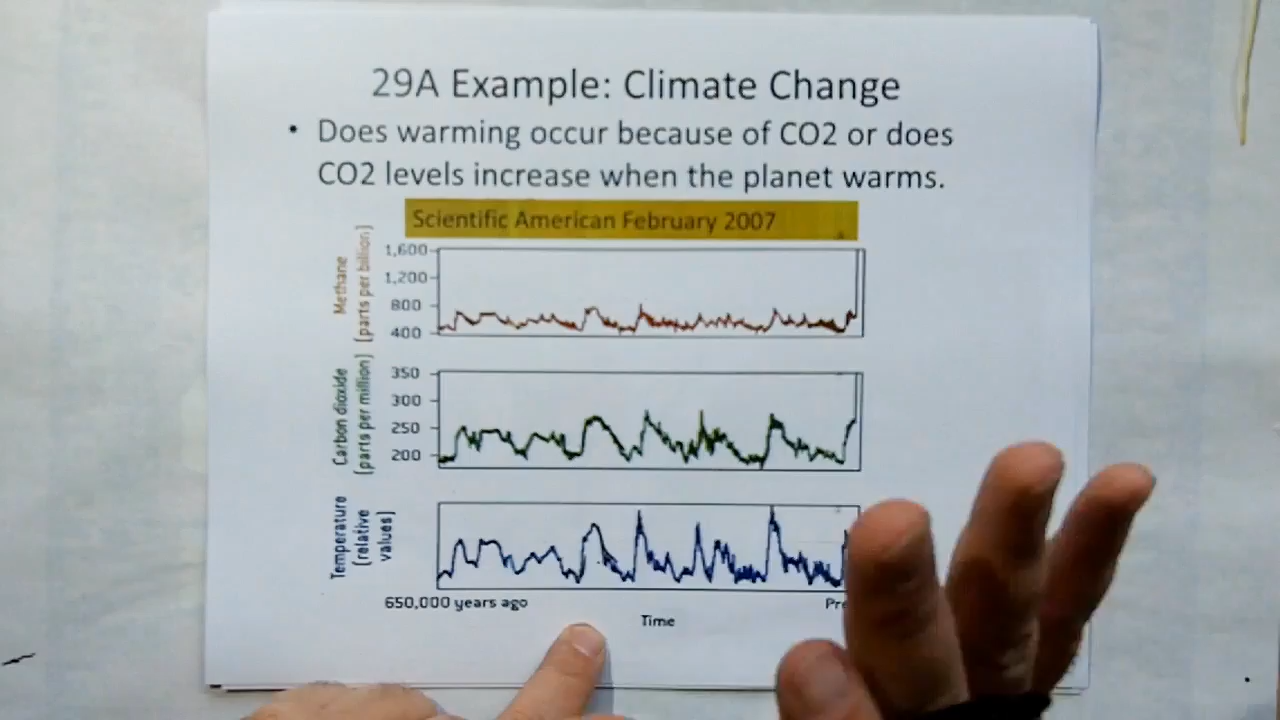 29A Example: Climate Change
• Does warming occur because of CO2 or does
CO2 levels increase when the planet warms.
Scientific American February 2007
Methane
(parts per billion)
1,600
1,200
800
400
Carbon dioxide
(parts per million)
350
300
250
200
Temperature
(relative
values)
650,000 years ago
Time